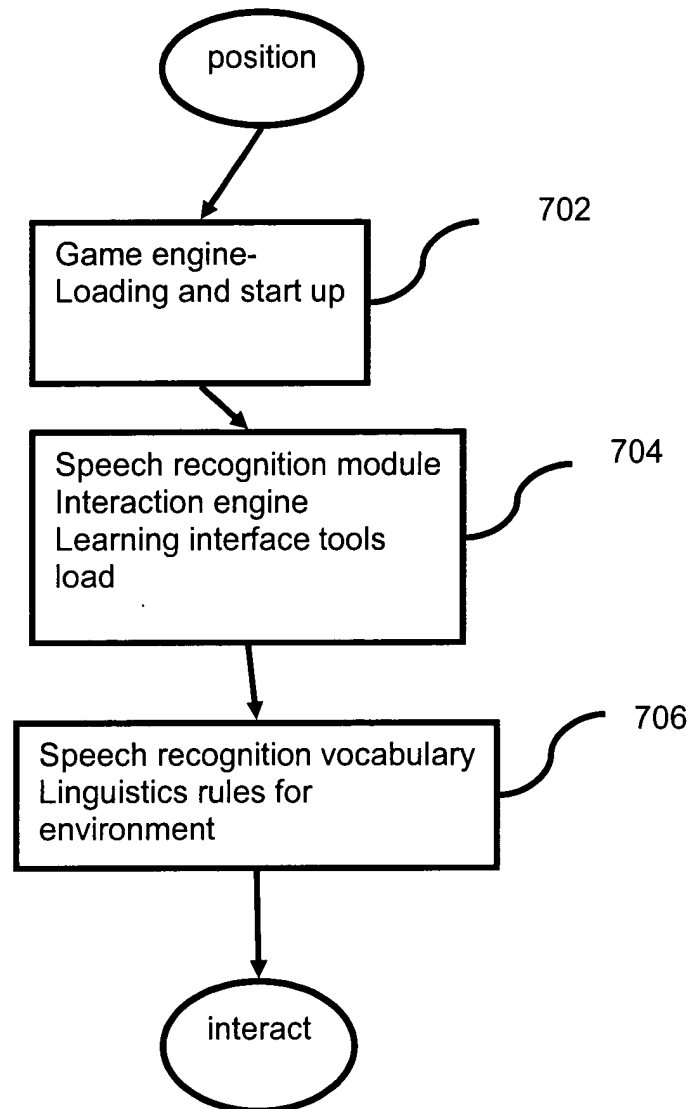 position
702
Game engine-
Loading and start up
704
Speech recognition module
Interaction engine
Learning interface tools
load
706
Speech recognition vocabulary
Linguistics rules for
environment
interact